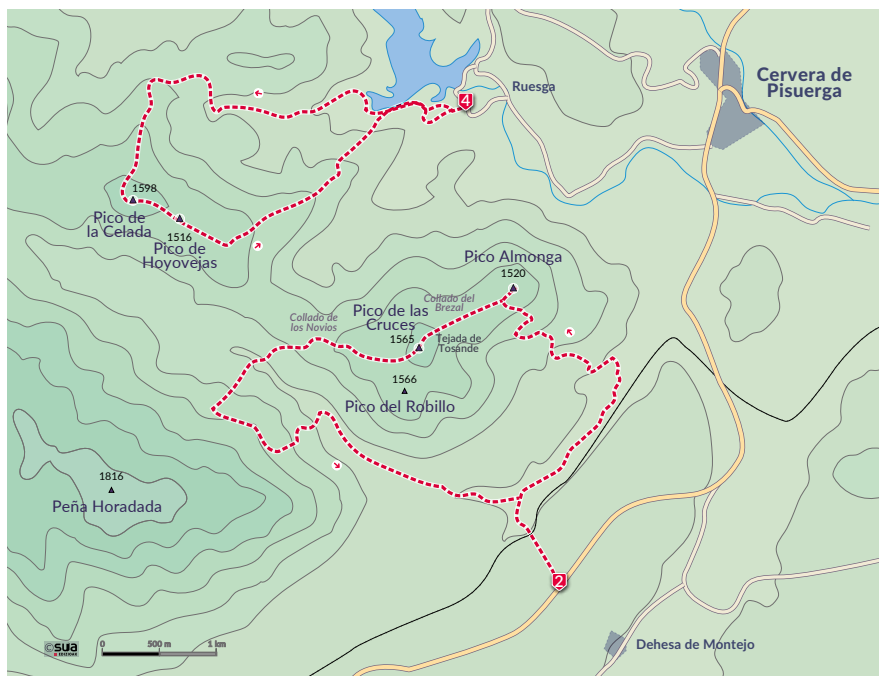 4
Ruesga
Cervera de
Pisuerga
1598
Pico de
la Celada
1516
Pico de
Hoyovejas
Pico Almonga
1520
Collado del
Brezal
Collado de
los Novios
Pico de las
Cruces
1565
Tejada de
Tosande
1566
Pico del Robillo
1816
Peña Horadada
2
Dehesa de Montejo
©sua
EDIZIOAK
0 500 m 1 km